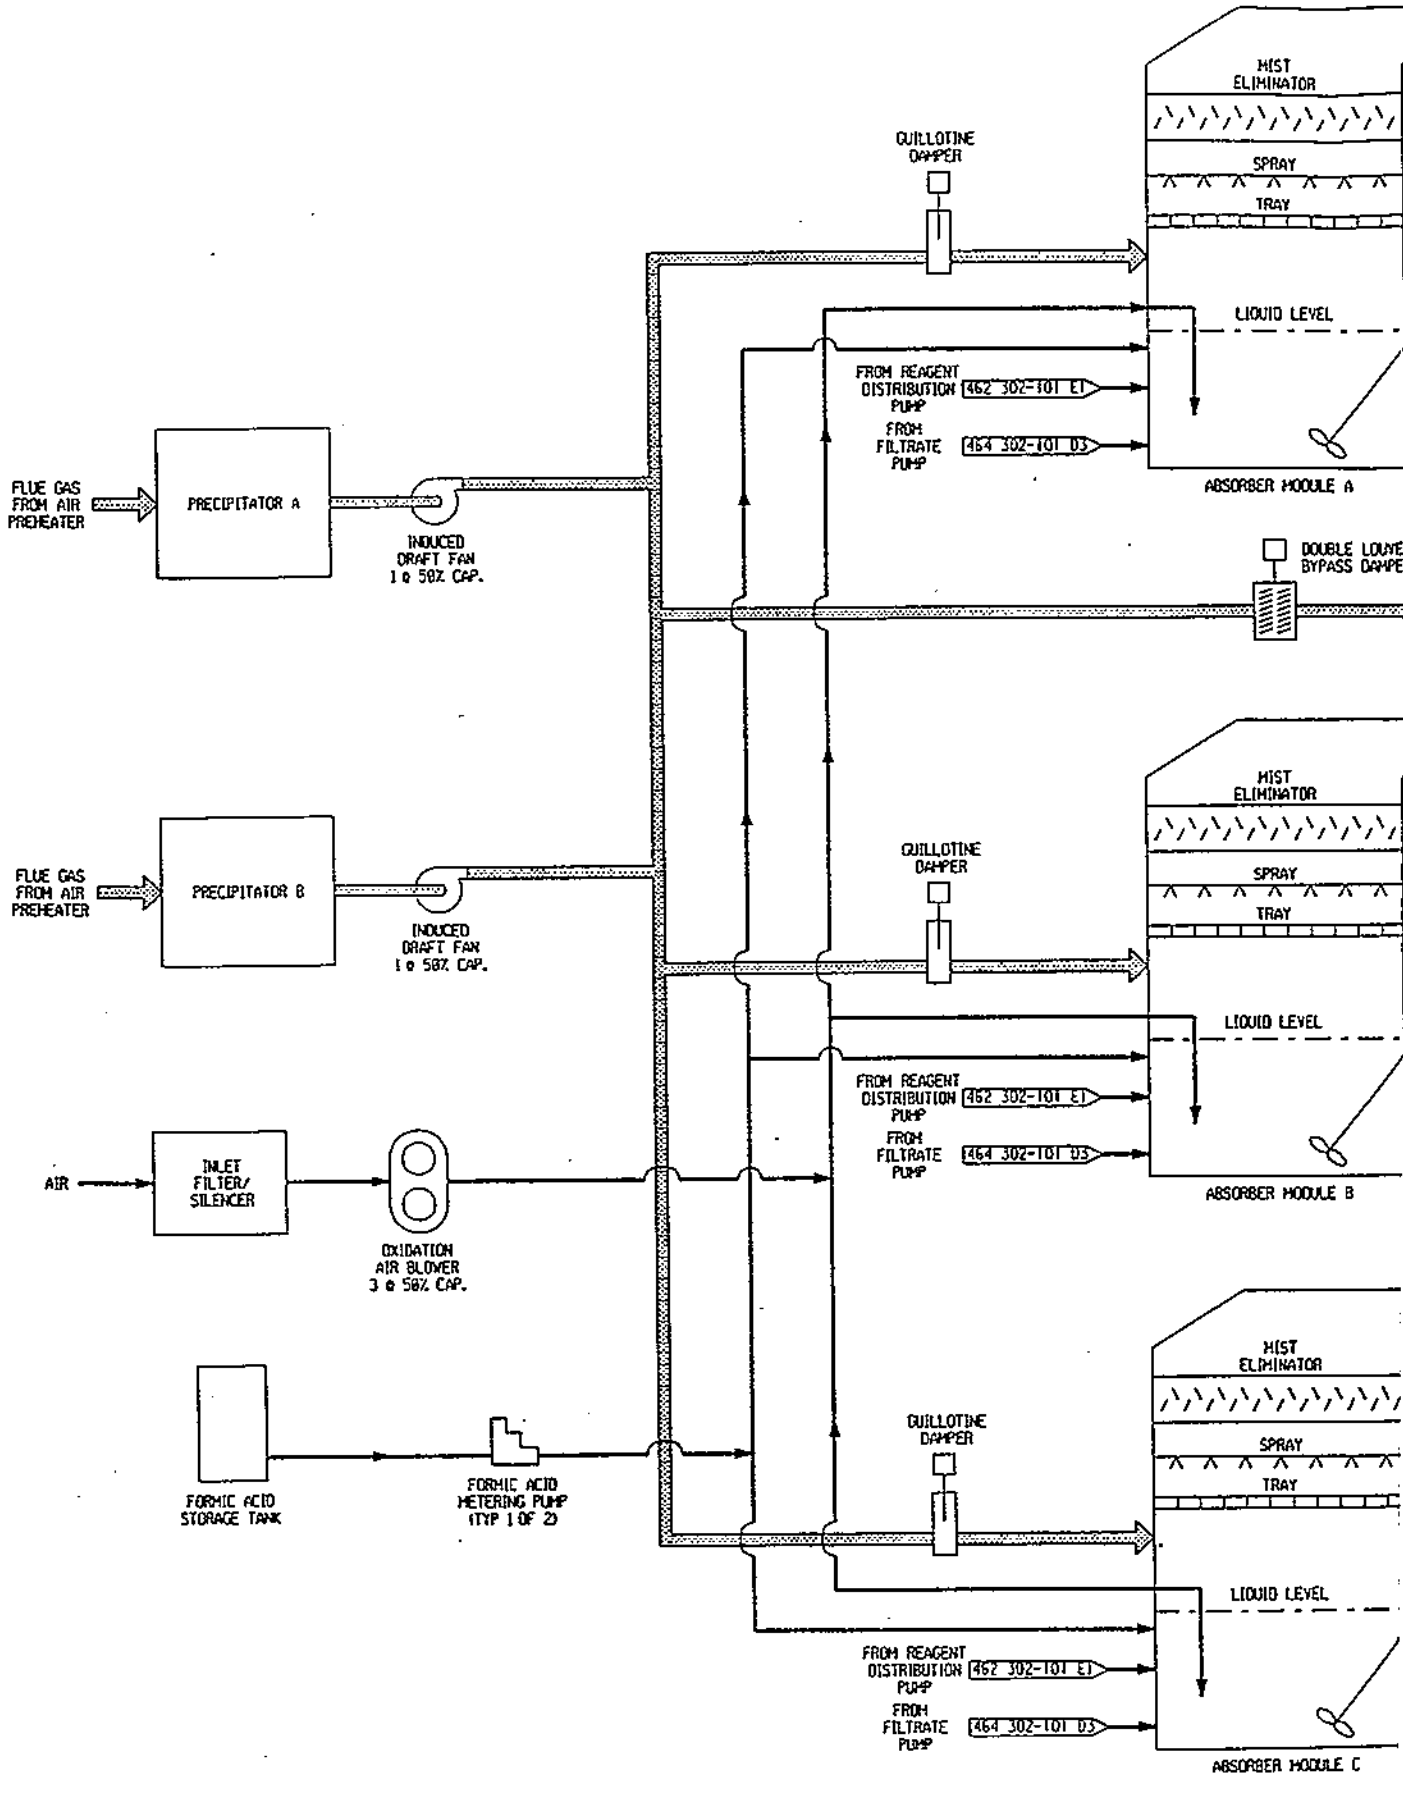 MIST
ELIMINATOR
SPRAY
TRAY
GUILLOTINE
DAMPER
LIQUID LEVEL
FROM REAGENT
DISTRIBUTION
PUMP
462 302-101 E1
FROM
FILTRATE
PUMP
464 302-101 D3
ABSORBER MODULE A
FLUE GAS
FROM AIR
PREHEATER
PRECIPITATOR A
INDUCED
DRAFT FAN
1 @ 50% CAP.
DOUBLE LOUVE
BYPASS DAMPE
MIST
ELIMINATOR
SPRAY
TRAY
GUILLOTINE
DAMPER
FLUE GAS
FROM AIR
PREHEATER
PRECIPITATOR B
INDUCED
DRAFT FAN
1 @ 50% CAP.
LIQUID LEVEL
FROM REAGENT
DISTRIBUTION
PUMP
462 302-101 E1
FROM
FILTRATE
PUMP
464 302-101 D3
ABSORBER MODULE B
AIR
INLET
FILTER/
SILENCER
OXIDATION
AIR BLOWER
3 @ 50% CAP.
MIST
ELIMINATOR
SPRAY
TRAY
GUILLOTINE
DAMPER
FORMIC ACID
STORAGE TANK
FORMIC ACID
METERING PUMP
(TYP 1 OF 2)
LIQUID LEVEL
FROM REAGENT
DISTRIBUTION
PUMP
462 302-101 E1
FROM
FILTRATE
PUMP
464 302-101 D3
ABSORBER MODULE C